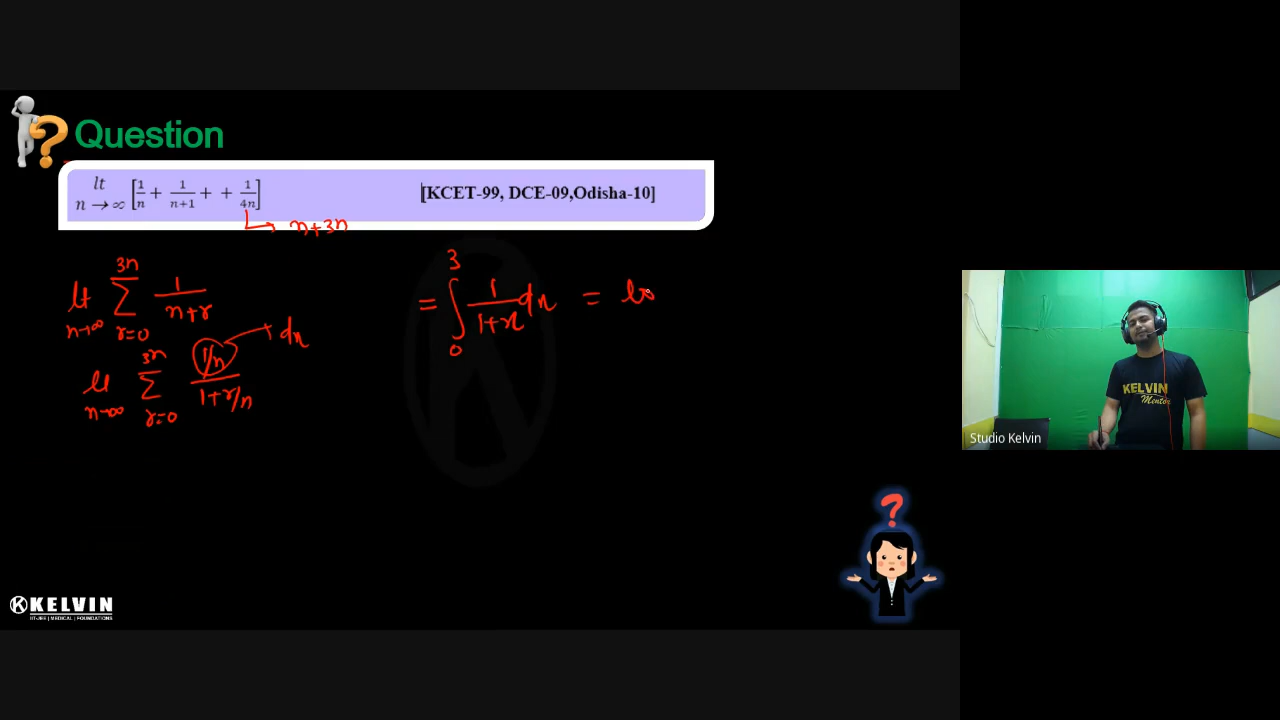 Question
lt n → ∞ [1/n + 1/(n+1) + + 1/4n] [KCET-99, DCE-09,Odisha-10]
n+3n
lt n→∞ 3n Σ r=0 1/(n+r)
lt n→∞ 3n Σ r=0 (1/n)/(1+r/n) → dx
= ∫ 0 3 1/(1+x) dx = lo
KELVIN Mentor
Studio Kelvin
KELVIN
IIT-JEE | MEDICAL | FOUNDATIONS